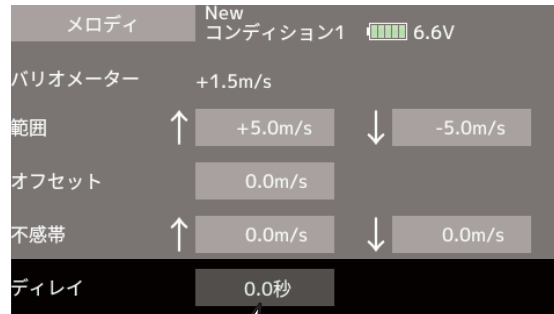 メロディ
New
コンディション1 6.6V
バリオメーター +1.5m/s
範囲 ↑ +5.0m/s ↓ -5.0m/s
オフセット 0.0m/s
不感帯 ↑ 0.0m/s ↓ 0.0m/s
ディレイ 0.0秒